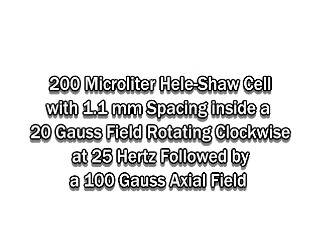 200 Microliter Hele-Shaw Cell
with 1.1 mm Spacing inside a
20 Gauss Field Rotating Clockwise
at 25 Hertz Followed by
a 100 Gauss Axial Field